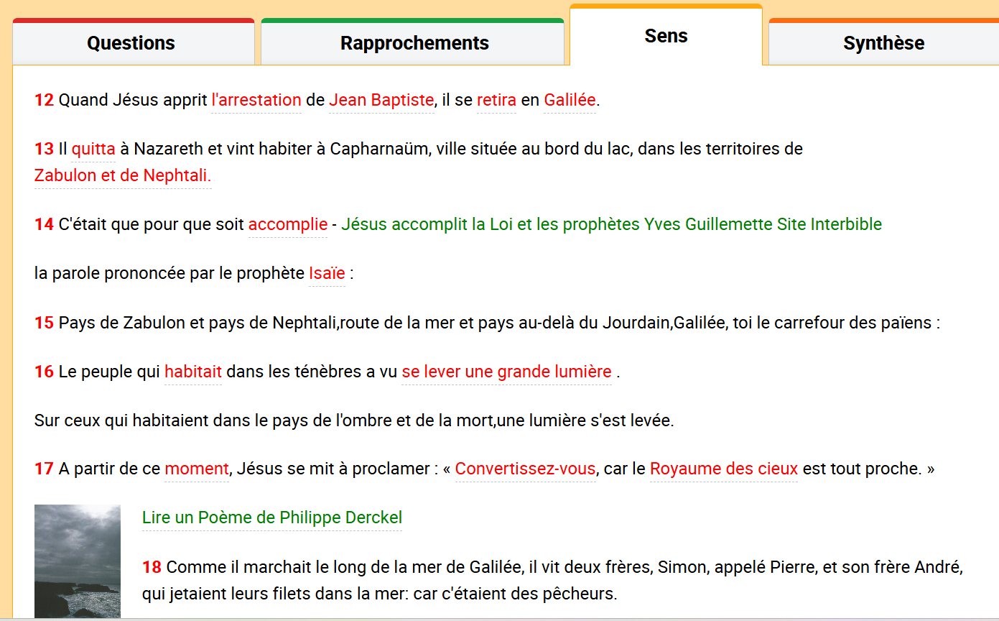 Questions
Rapprochements
Sens
Synthèse
12 Quand Jésus apprit l'arrestation de Jean Baptiste, il se retira en Galilée.
13 Il quitta à Nazareth et vint habiter à Capharnaüm, ville située au bord du lac, dans les territoires de
Zabulon et de Nephtali.
14 C'était que pour que soit accomplie - Jésus accomplit la Loi et les prophètes Yves Guillemette Site Interbible
la parole prononcée par le prophète Isaïe :
15 Pays de Zabulon et pays de Nephtali,route de la mer et pays au-delà du Jourdain,Galilée, toi le carrefour des païens :
16 Le peuple qui habitait dans les ténèbres a vu se lever une grande lumière .
Sur ceux qui habitaient dans le pays de l'ombre et de la mort,une lumière s'est levée.
17 A partir de ce moment, Jésus se mit à proclamer : « Convertissez-vous, car le Royaume des cieux est tout proche. »
Lire un Poème de Philippe Derckel
18 Comme il marchait le long de la mer de Galilée, il vit deux frères, Simon, appelé Pierre, et son frère André,
qui jetaient leurs filets dans la mer: car c'étaient des pêcheurs.